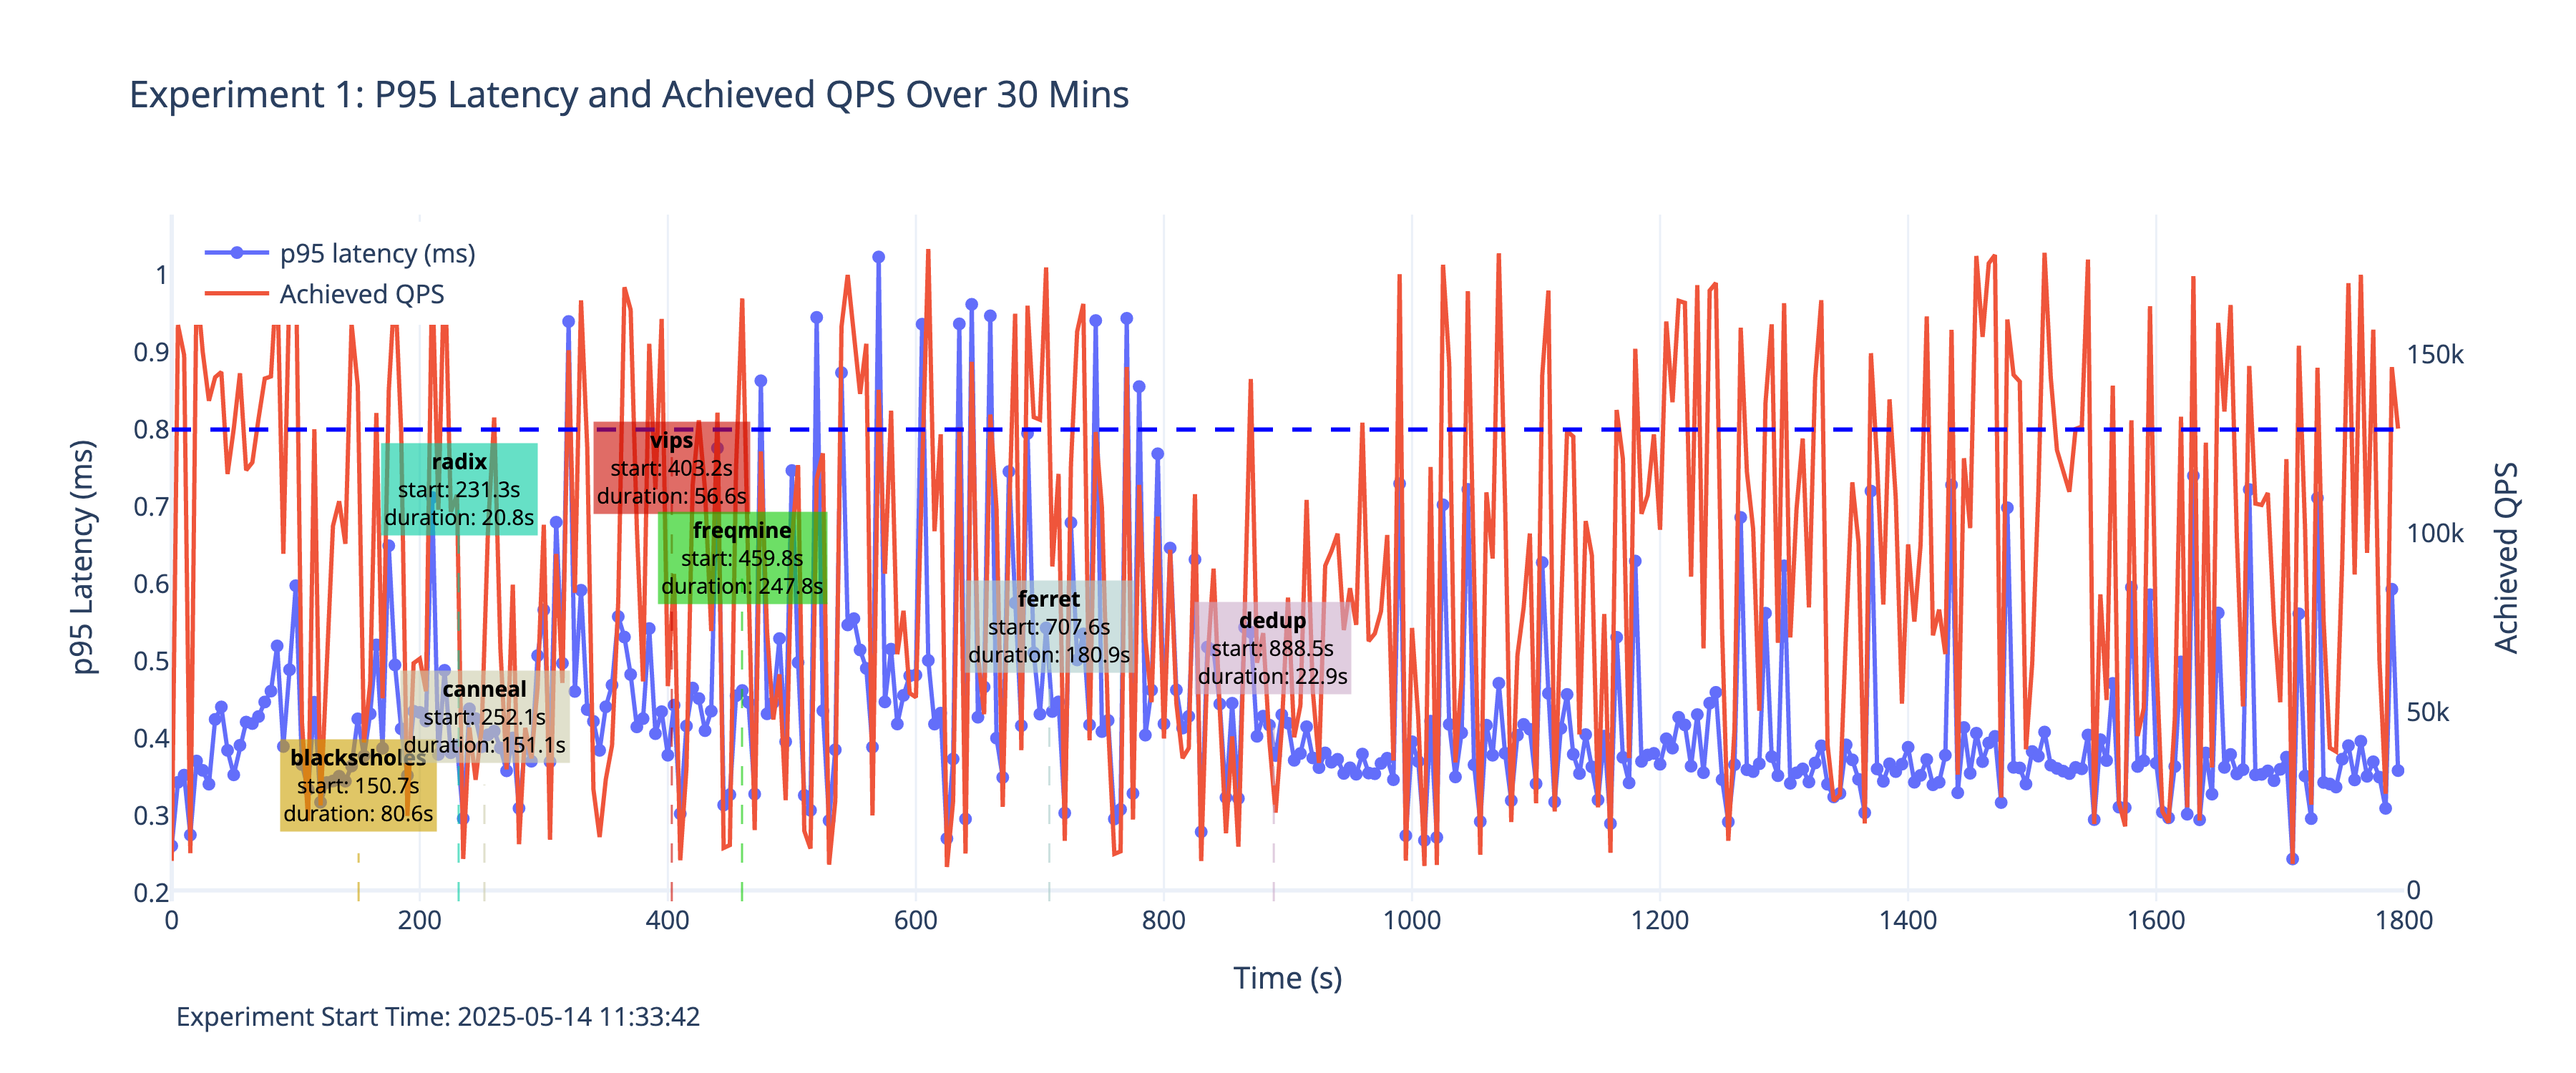 Experiment 1: P95 Latency and Achieved QPS Over 30 Mins
p95 latency (ms)
Achieved QPS
p95 Latency (ms)
1
0.9
0.8
0.7
0.6
0.5
0.4
0.3
0.2
150k
100k
50k
0
Achieved QPS
radix
start: 231.3s
duration: 20.8s
vips
start: 403.2s
duration: 56.6s
freqmine
start: 459.8s
duration: 247.8s
ferret
start: 707.6s
duration: 180.9s
dedup
start: 888.5s
duration: 22.9s
canneal
start: 252.1s
duration: 151.1s
blackscholes
start: 150.7s
duration: 80.6s
0 200 400 600 800 1000 1200 1400 1600 1800
Time (s)
Experiment Start Time: 2025-05-14 11:33:42